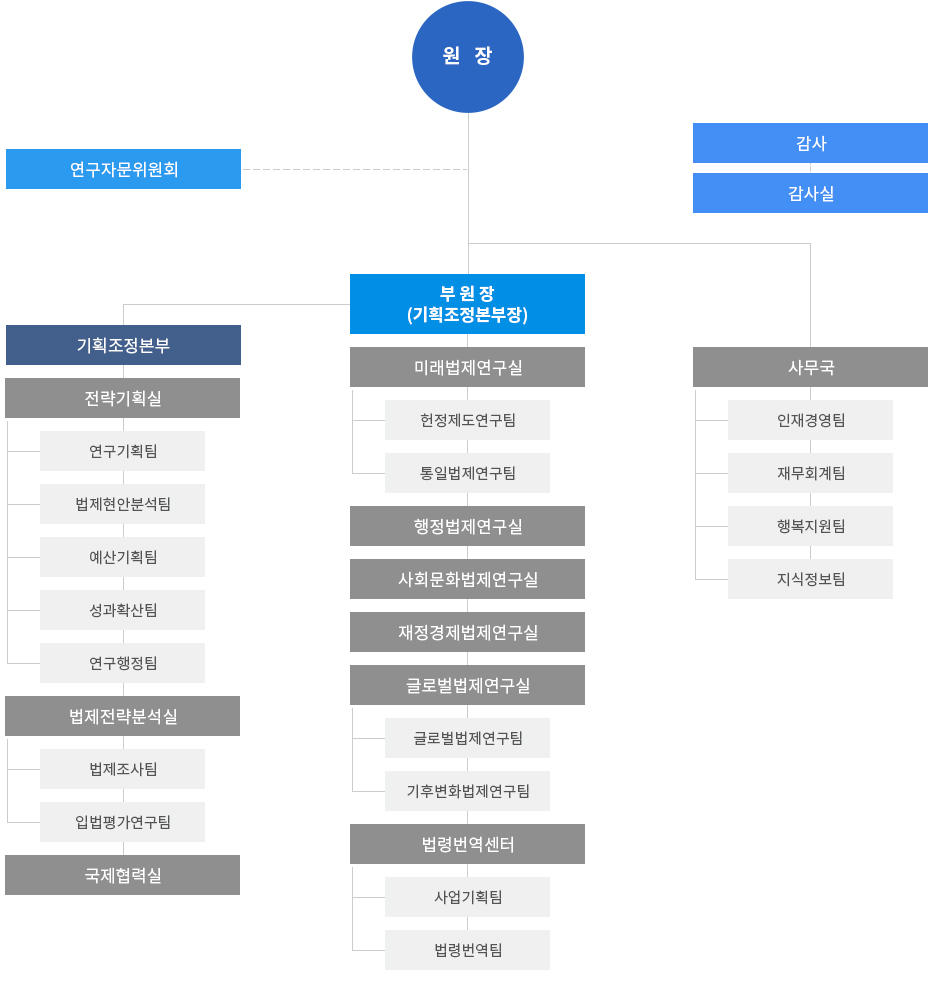 원 장
연구자문위원회
감사
감사실
부 원 장
(기획조정본부장)
기획조정본부
전략기획실
연구기획팀
법제현안분석팀
예산기획팀
성과확산팀
연구행정팀
법제전략분석실
법제조사팀
입법평가연구팀
국제협력실
미래법제연구실
헌정제도연구팀
통일법제연구팀
행정법제연구실
사회문화법제연구실
재정경제법제연구실
글로벌법제연구실
글로벌법제연구팀
기후변화법제연구팀
법령번역센터
사업기획팀
법령번역팀
사무국
인재경영팀
재무회계팀
행복지원팀
지식정보팀